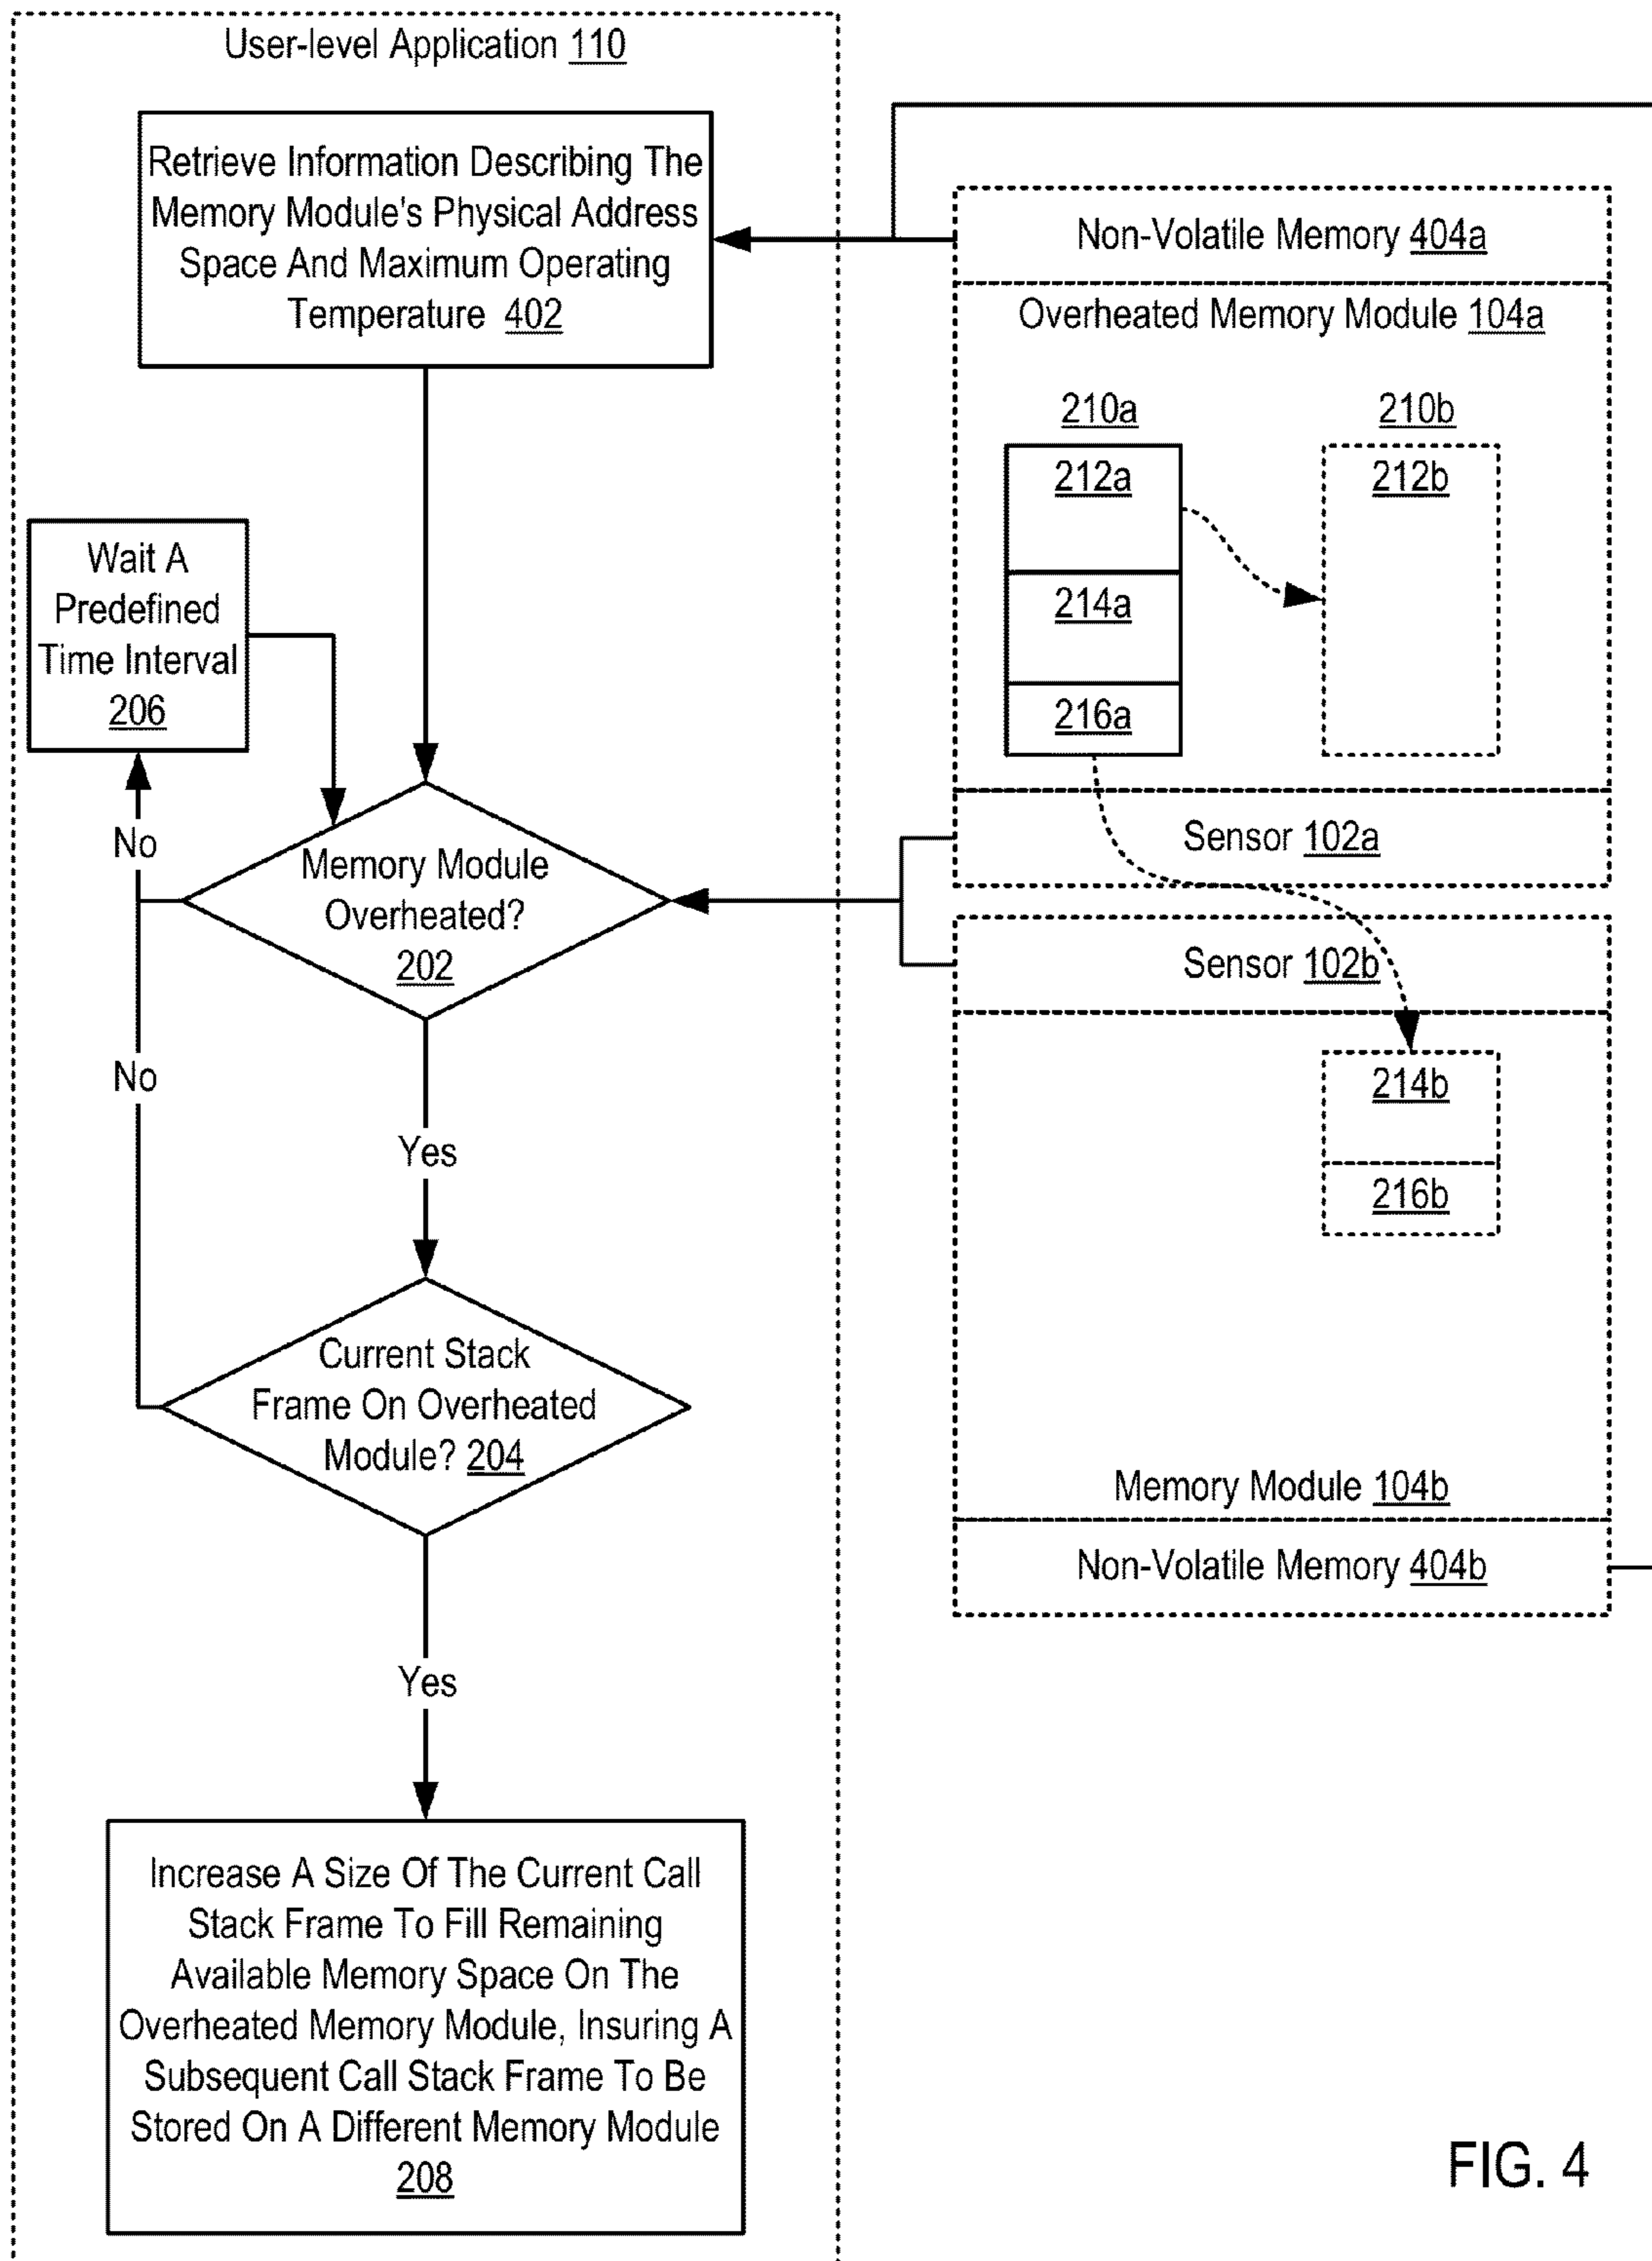 User-level Application 110
Retrieve Information Describing The
Memory Module's Physical Address
Space And Maximum Operating
Temperature 402
Wait A
Predefined
Time Interval
206
No
Memory Module
Overheated?
202
No
Yes
Current Stack
Frame On Overheated
Module? 204
Yes
Increase A Size Of The Current Call
Stack Frame To Fill Remaining
Available Memory Space On The
Overheated Memory Module, Insuring A
Subsequent Call Stack Frame To Be
Stored On A Different Memory Module
208
Non-Volatile Memory 404a
Overheated Memory Module 104a
210a
210b
212a
212b
214a
216a
Sensor 102a
Sensor 102b
214b
216b
Memory Module 104b
Non-Volatile Memory 404b
FIG. 4